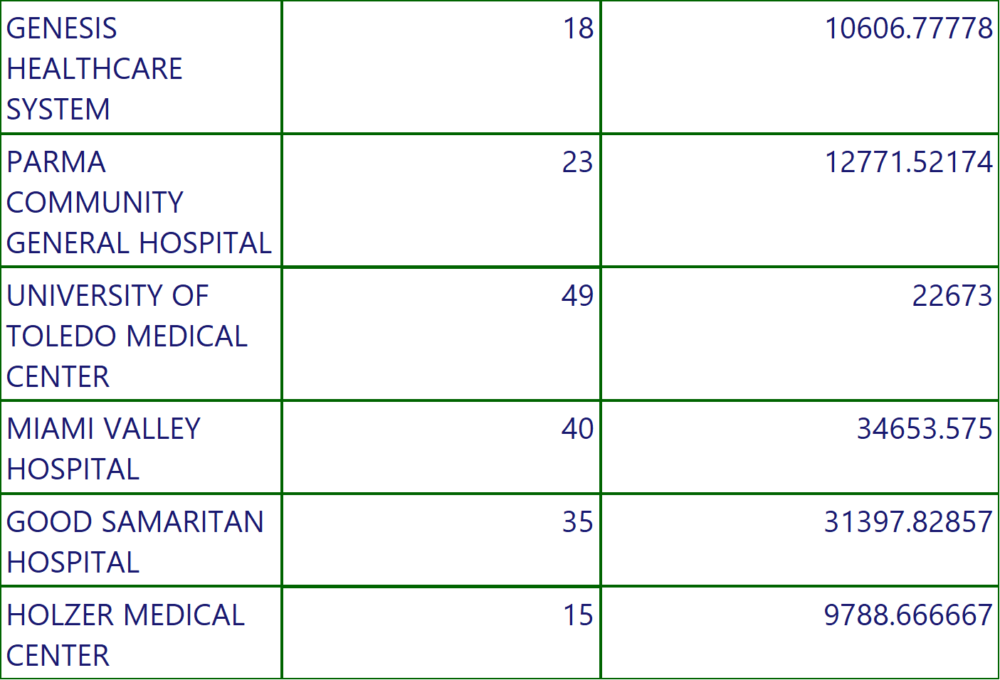 GENESIS 18 10606.77778
HEALTHCARE
SYSTEM
PARMA 23 12771.52174
COMMUNITY
GENERAL HOSPITAL
UNIVERSITY OF 49 22673
TOLEDO MEDICAL
CENTER
MIAMI VALLEY 40 34653.575
HOSPITAL
GOOD SAMARITAN 35 31397.82857
HOSPITAL
HOLZER MEDICAL 15 9788.666667
CENTER